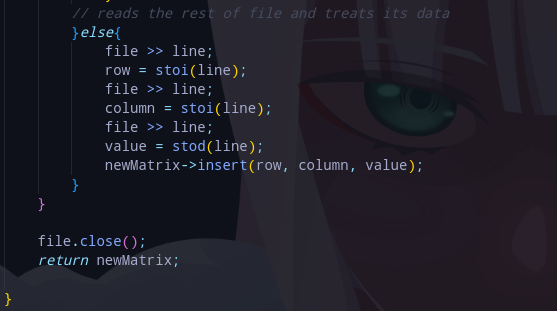 // reads the rest of file and treats its data
}else{
file >> line;
row = stoi(line);
file >> line;
column = stoi(line);
file >> line;
value = stod(line);
newMatrix->insert(row, column, value);
}
}
file.close();
return newMatrix;
}